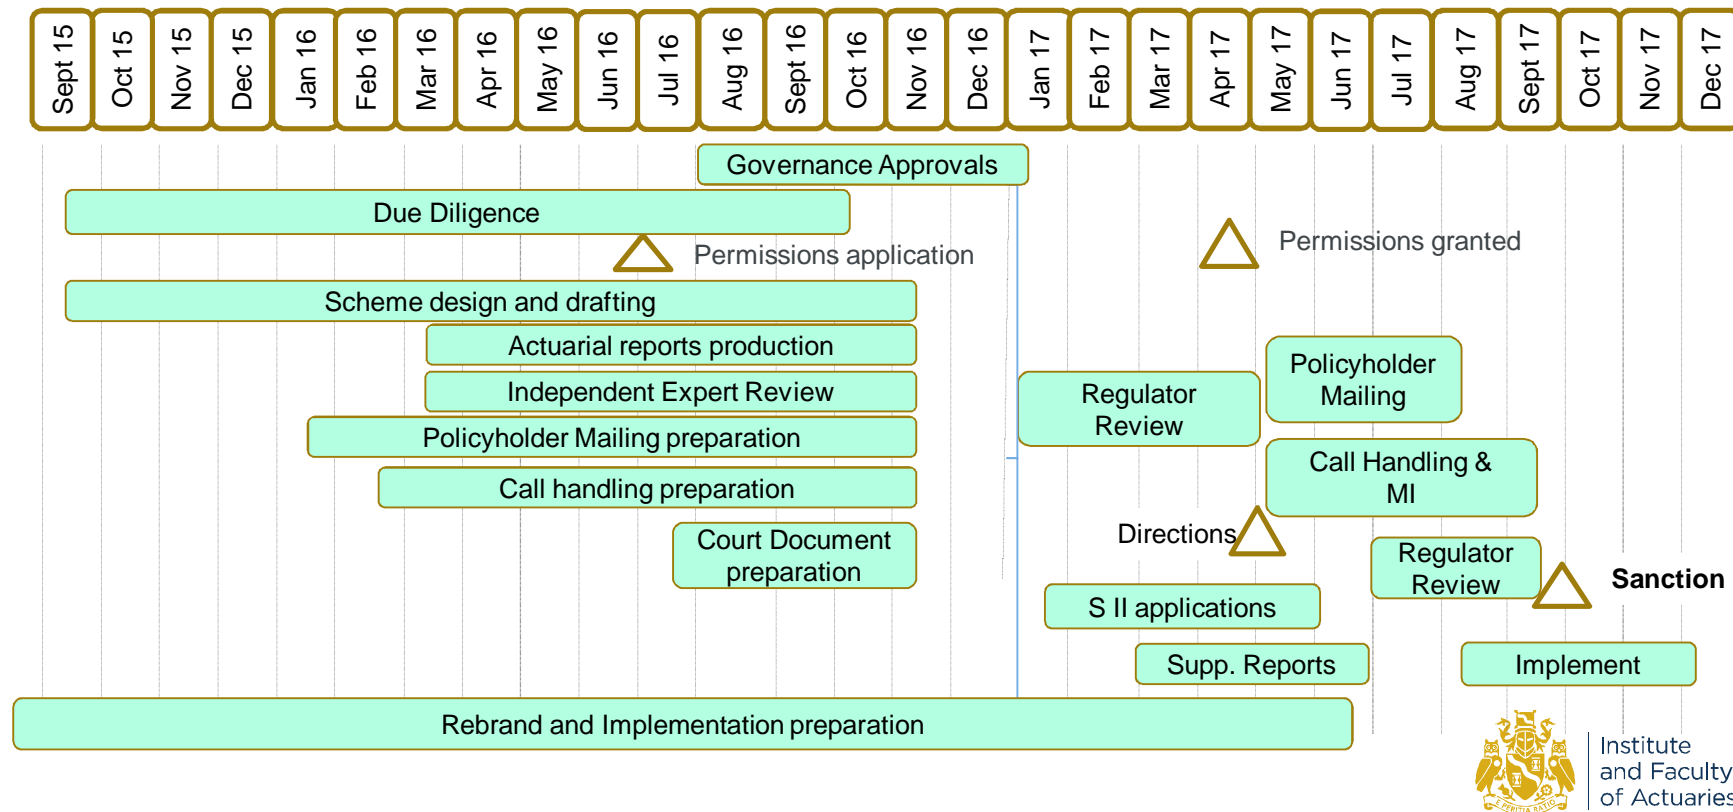 Sept 15
Oct 15
Nov 15
Dec 15
Jan 16
Feb 16
Mar 16
Apr 16
May 16
Jun 16
Jul 16
Aug 16
Sept 16
Oct 16
Nov 16
Dec 16
Jan 17
Feb 17
Mar 17
Apr 17
May 17
Jun 17
Jul 17
Aug 17
Sept 17
Oct 17
Nov 17
Dec 17
Governance Approvals
Due Diligence
Permissions application
Permissions granted
Scheme design and drafting
Actuarial reports production
Independent Expert Review
Policyholder Mailing preparation
Call handling preparation
Court Document
preparation
Regulator
Review
Policyholder
Mailing
Call Handling &
MI
Directions
Regulator
Review
Sanction
S II applications
Supp. Reports
Implement
Rebrand and Implementation preparation
Institute
and Faculty
of Actuaries